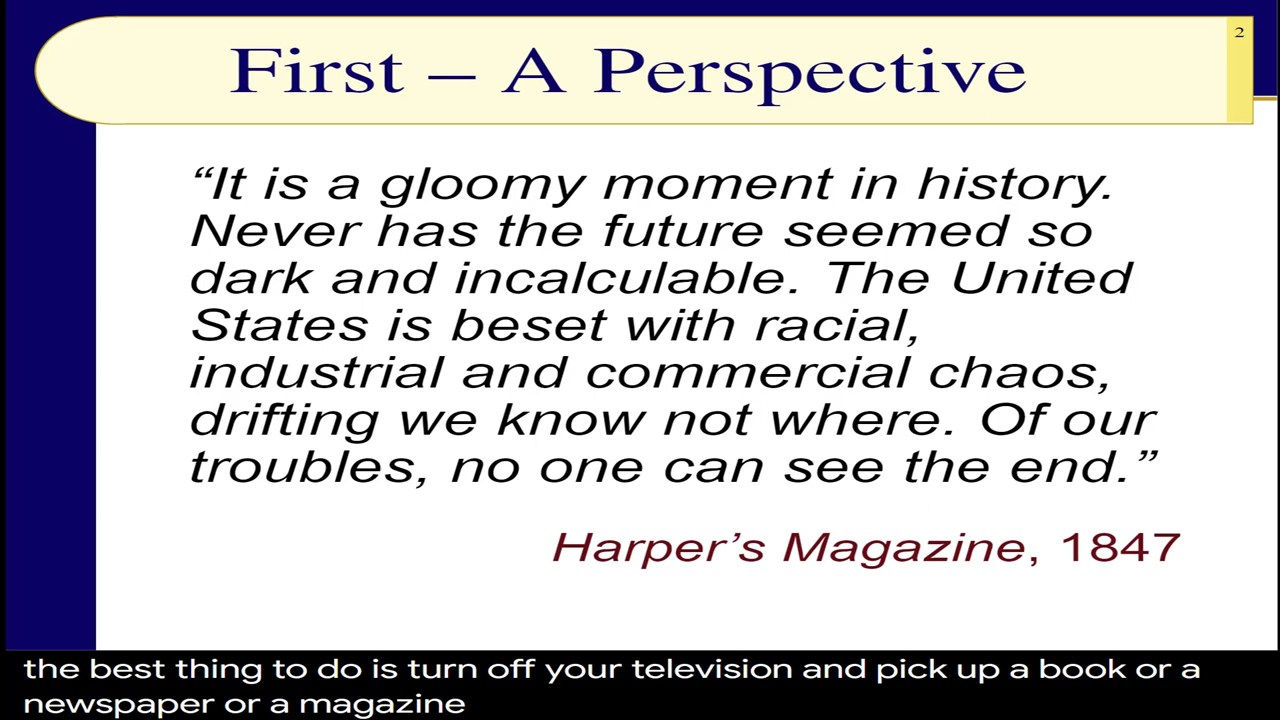 2
First – A Perspective
“It is a gloomy moment in history.
Never has the future seemed so
dark and incalculable. The United
States is beset with racial,
industrial and commercial chaos,
drifting we know not where. Of our
troubles, no one can see the end.”
Harper’s Magazine, 1847
the best thing to do is turn off your television and pick up a book or a
newspaper or a magazine